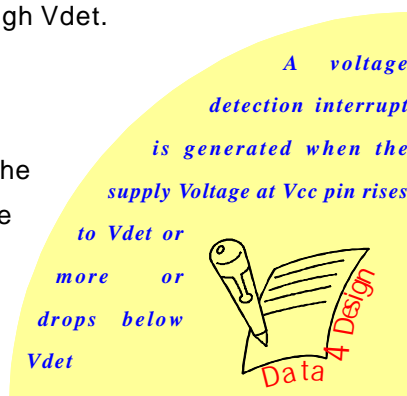 gh Vdet.
A voltage
detection interrupt
is generated when the
he
supply Voltage at Vcc pin rises
e
to Vdet or
more or
drops below
Vdet
Data 4 Design